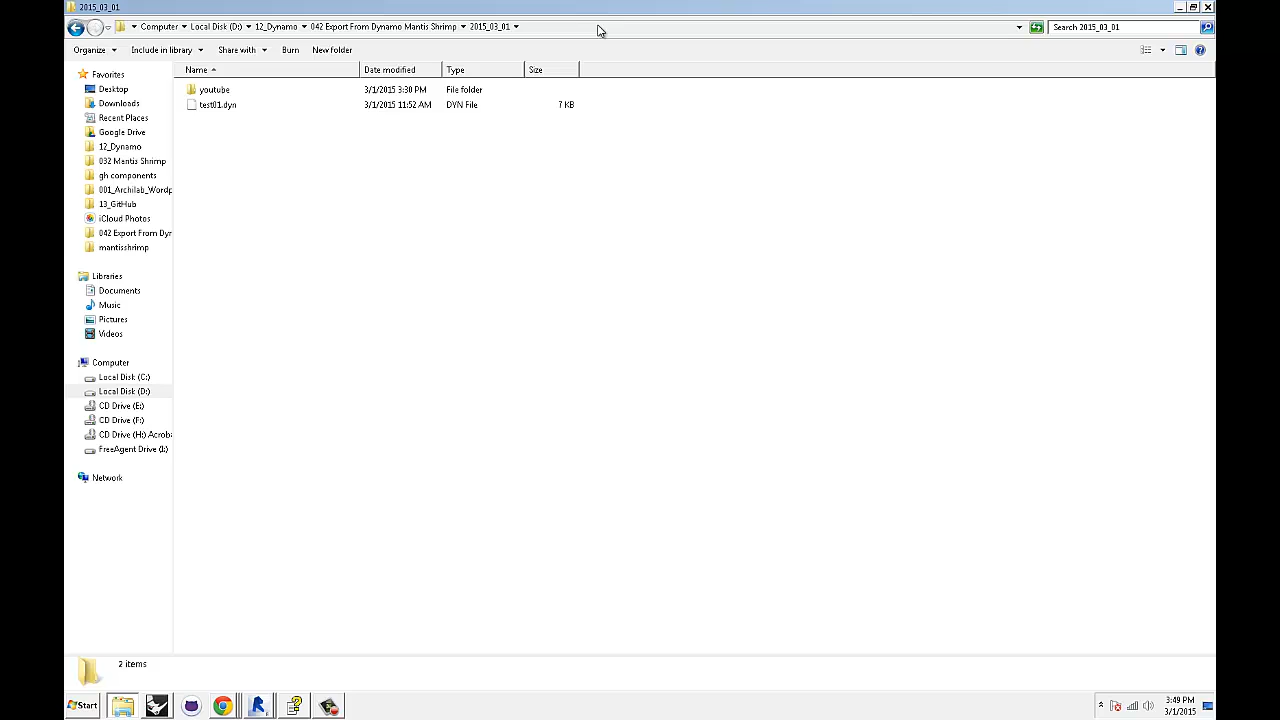 2015_03_01
Computer Local Disk (D:) 12_Dynamo 042 Export From Dynamo Mantis Shrimp 2015_03_01 Search 2015_03_01
Organize Include in library Share with Burn New folder
Name Date modified Type Size
Favorites
Desktop
Downloads
Recent Places
Google Drive
12_Dynamo
032 Mantis Shrimp
gh components
001_Archilab_Wordp
13_GitHub
iCloud Photos
042 Export From Dyr
mantisshrimp
Libraries
Documents
Music
Pictures
Videos
Computer
Local Disk (C:)
Local Disk (D:)
CD Drive (E:)
CD Drive (F:)
CD Drive (H:) Acroba
FreeAgent Drive (I:)
Network
youtube 3/1/2015 3:30 PM File folder
test01.dyn 3/1/2015 11:52 AM DYN File 7 KB
2 items
Start
3:49 PM
3/1/2015